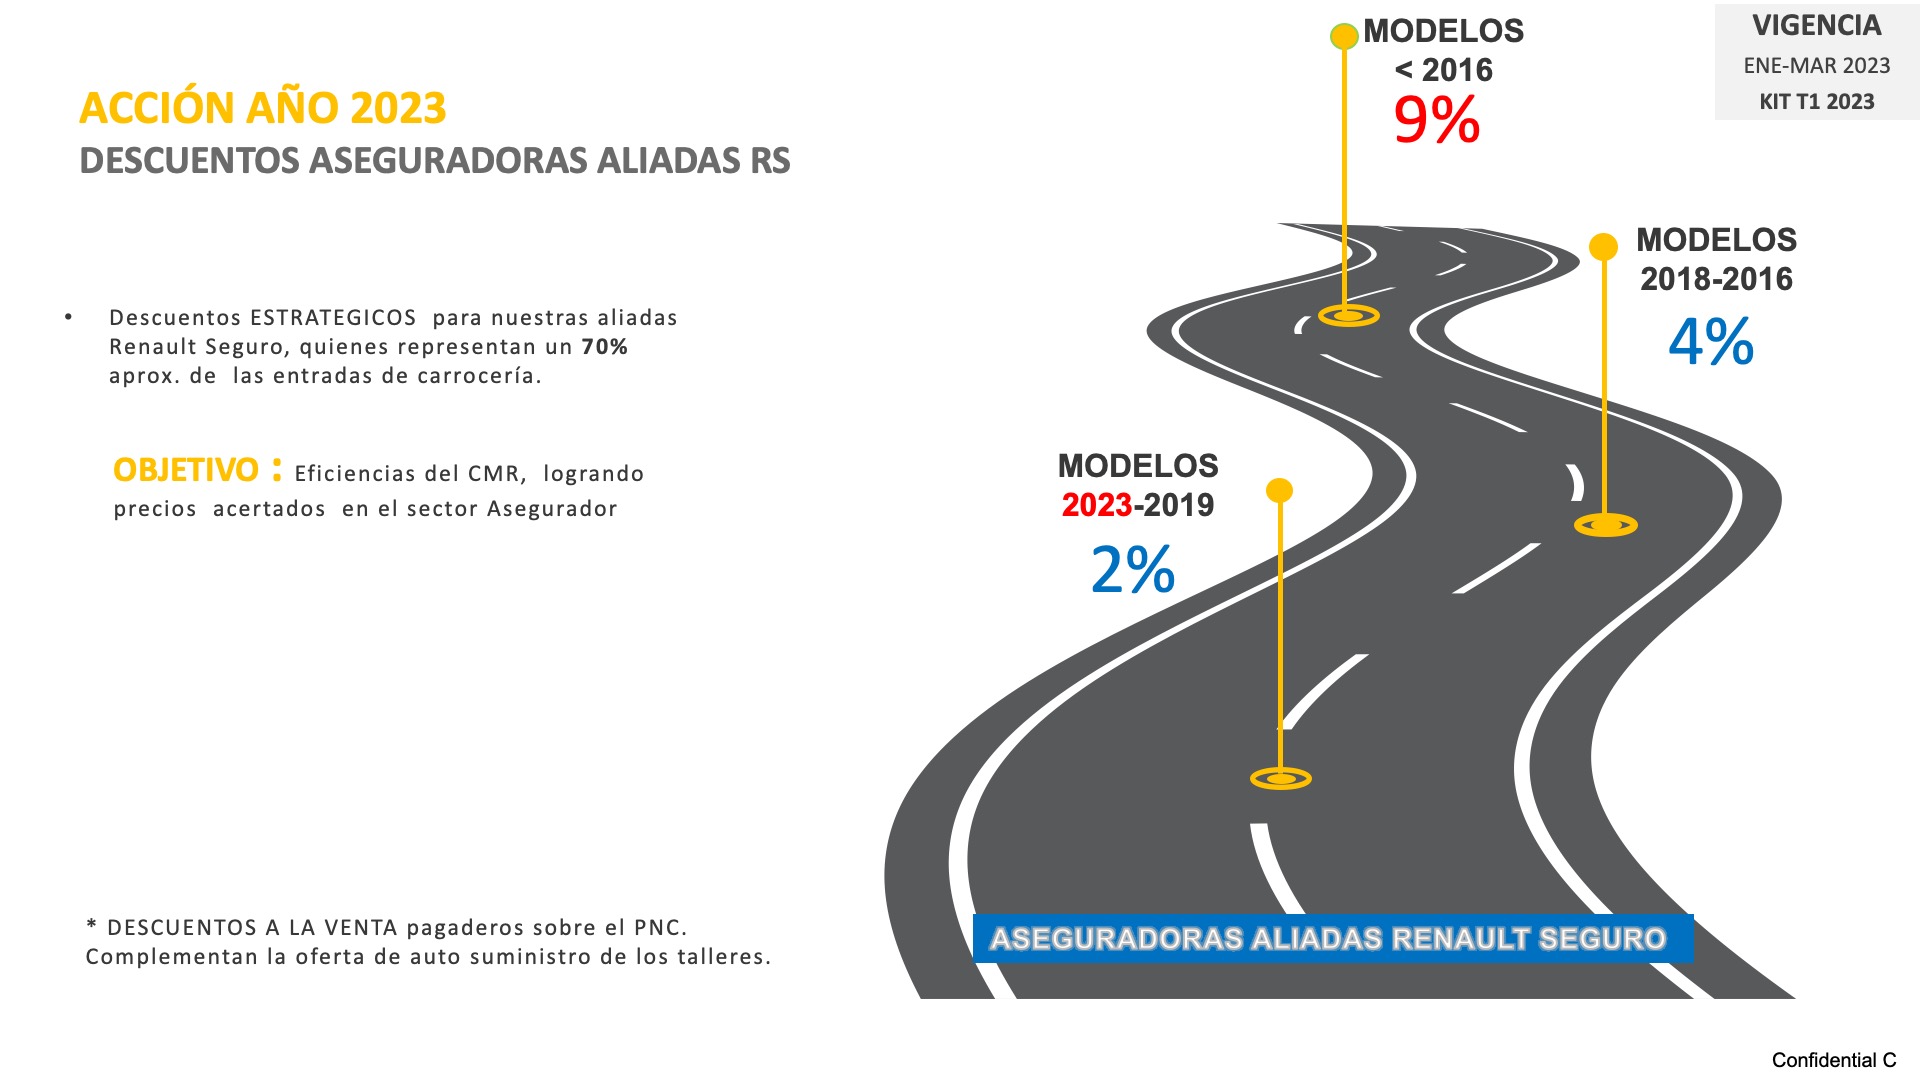 ACCIÓN AÑO 2023
DESCUENTOS ASEGURADORAS ALIADAS RS
• Descuentos ESTRATEGICOS para nuestras aliadas
Renault Seguro, quienes representan un 70%
aprox. de las entradas de carrocería.
OBJETIVO : Eficiencias del CMR, logrando
precios acertados en el sector Asegurador
* DESCUENTOS A LA VENTA pagaderos sobre el PNC.
Complementan la oferta de auto suministro de los talleres.
MODELOS
< 2016
9%
VIGENCIA
ENE-MAR 2023
KIT T1 2023
MODELOS
2018-2016
4%
MODELOS
2023-2019
2%
ASEGURADORAS ALIADAS RENAULT SEGURO
Confidential C